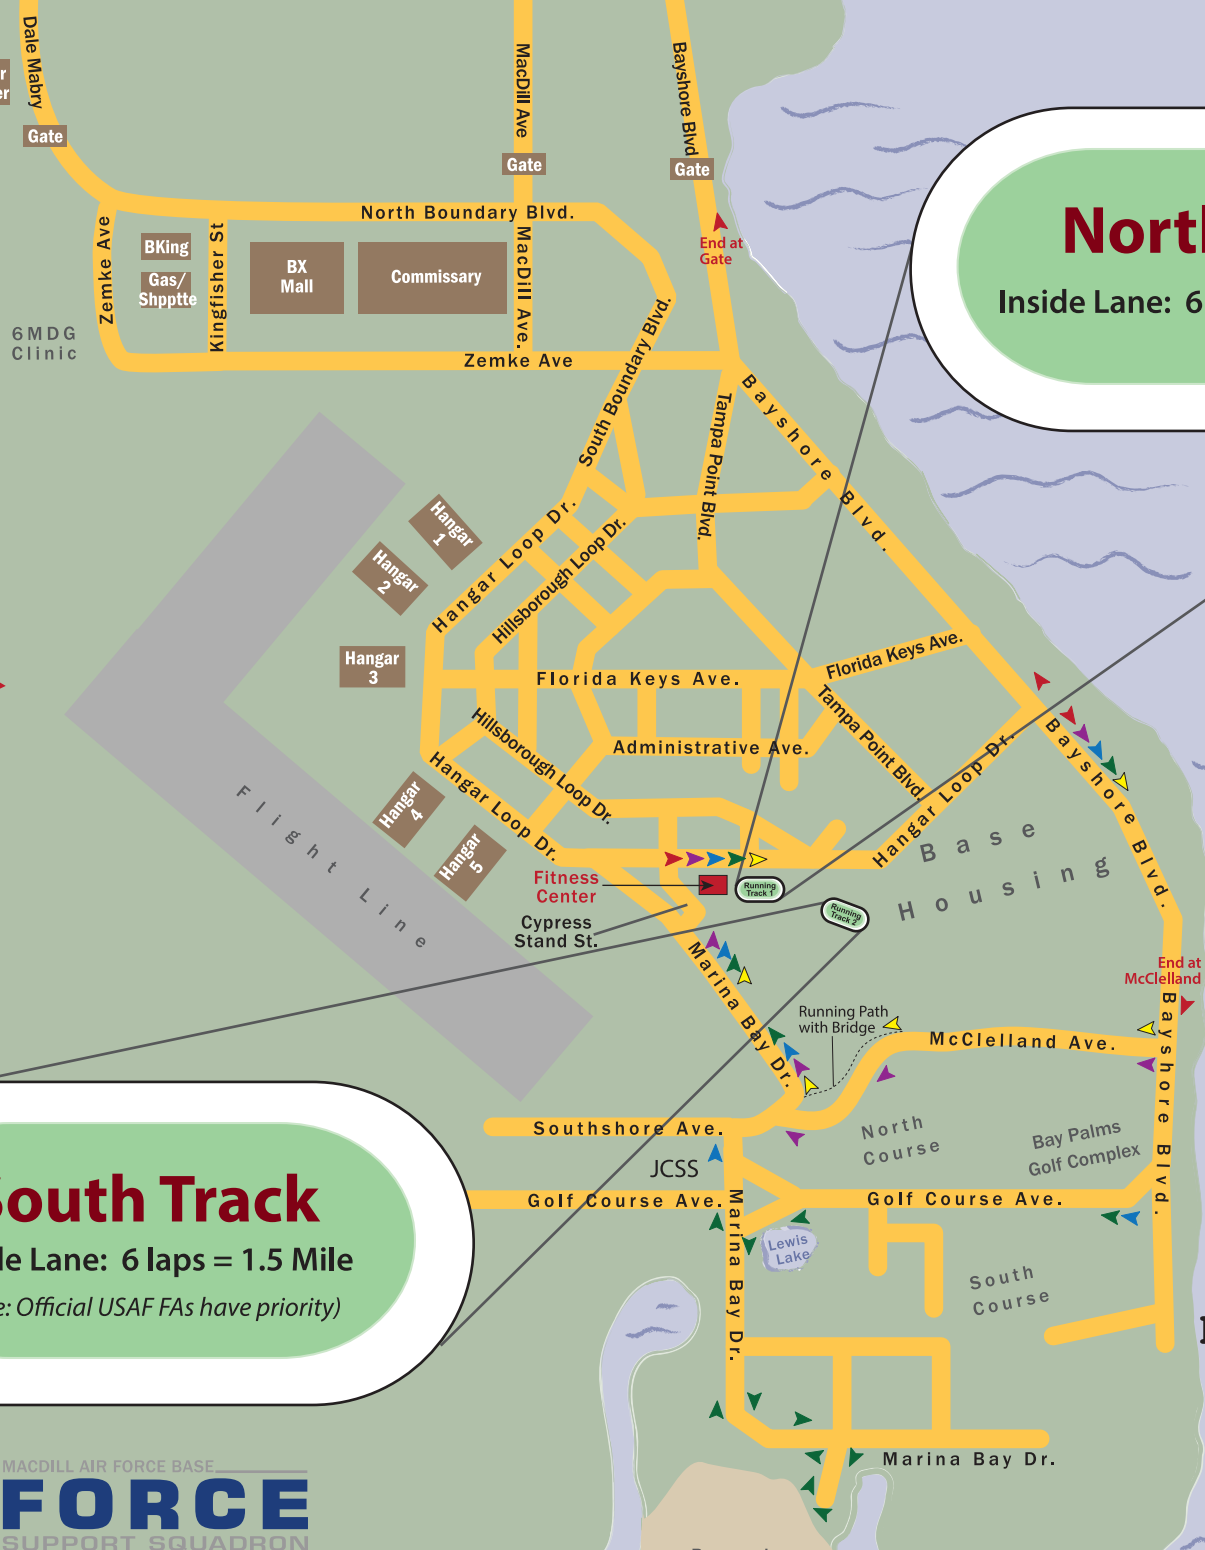 Dale Mabry
MacDill Ave
Bayshore Blvd
r
er
Gate
Gate
Gate
North Boundary Blvd.
North
Inside Lane: 6
End at
Gate
Zemke Ave
BKing
Gas/
Shpptte
Kingfisher St
BX
Mall
Commissary
MacDill Ave.
6MDG
Clinic
Zemke Ave
South Boundary Blvd.
Tampa Point Blvd.
Bayshore Blvd.
Hangar
1
Hangar
2
Hangar Loop Dr.
Hillsborough Loop Dr.
Hangar
3
Florida Keys Ave.
Florida Keys Ave.
Hillsborough Loop Dr.
Administrative Ave.
Tampa Point Blvd.
Hangar Loop Dr.
Bayshore Blvd.
Hangar Loop Dr.
Hangar
4
Hangar
5
Flight Line
Base
Housing
Fitness
Center
Running
Track 1
Running
Track 2
Cypress
Stand St.
Marina Bay Dr.
End at
McClelland
Running Path
with Bridge
McClelland Ave.
Bayshore Blvd.
Southshore Ave.
North
Course
Bay Palms
Golf Complex
JCSS
Golf Course Ave.
Golf Course Ave.
Marina Bay Dr.
Lewis
Lake
South
Course
South Track
de Lane: 6 laps = 1.5 Mile
e: Official USAF FAs have priority)
Marina Bay Dr.
MACDILL AIR FORCE BASE
FORCE
SUPPORT SQUADRON